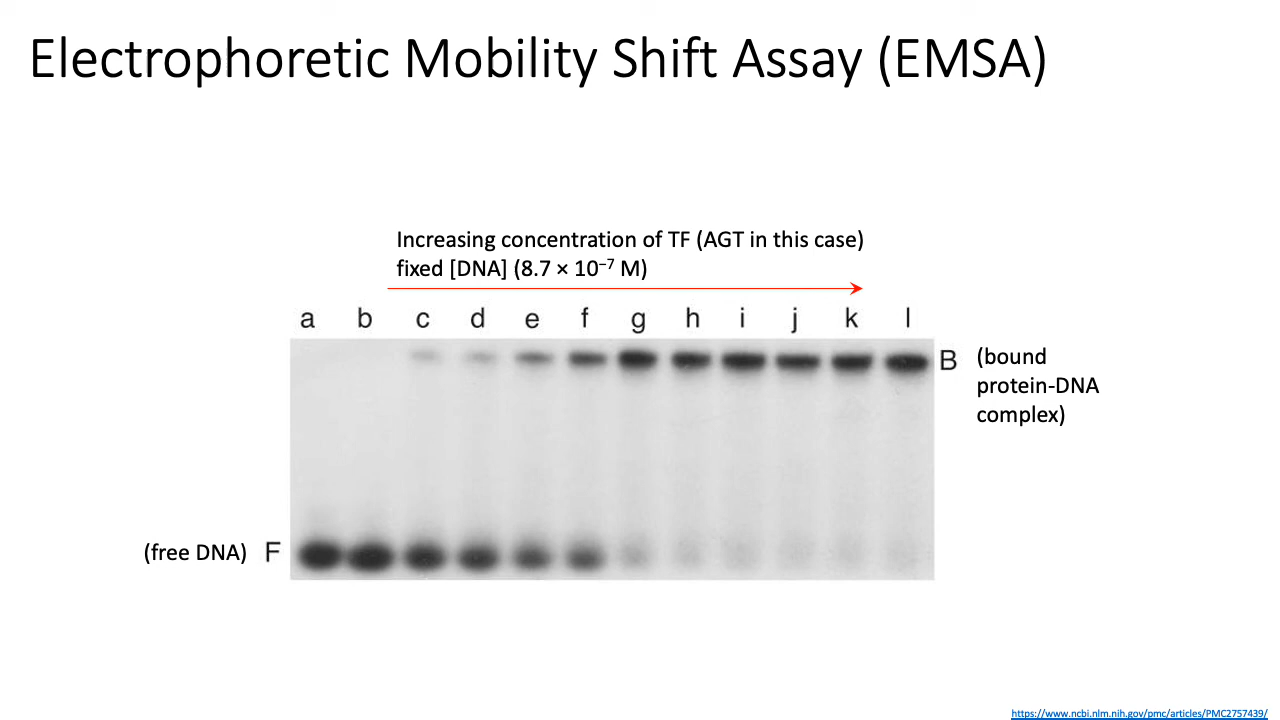 Electrophoretic Mobility Shift Assay (EMSA)
Increasing concentration of TF (AGT in this case)
fixed [DNA] (8.7 × 10⁻⁷ M)
a b c d e f g h i j k l
B (bound
protein-DNA
complex)
(free DNA) F
https://www.ncbi.nlm.nih.gov/pmc/articles/PMC2757439/